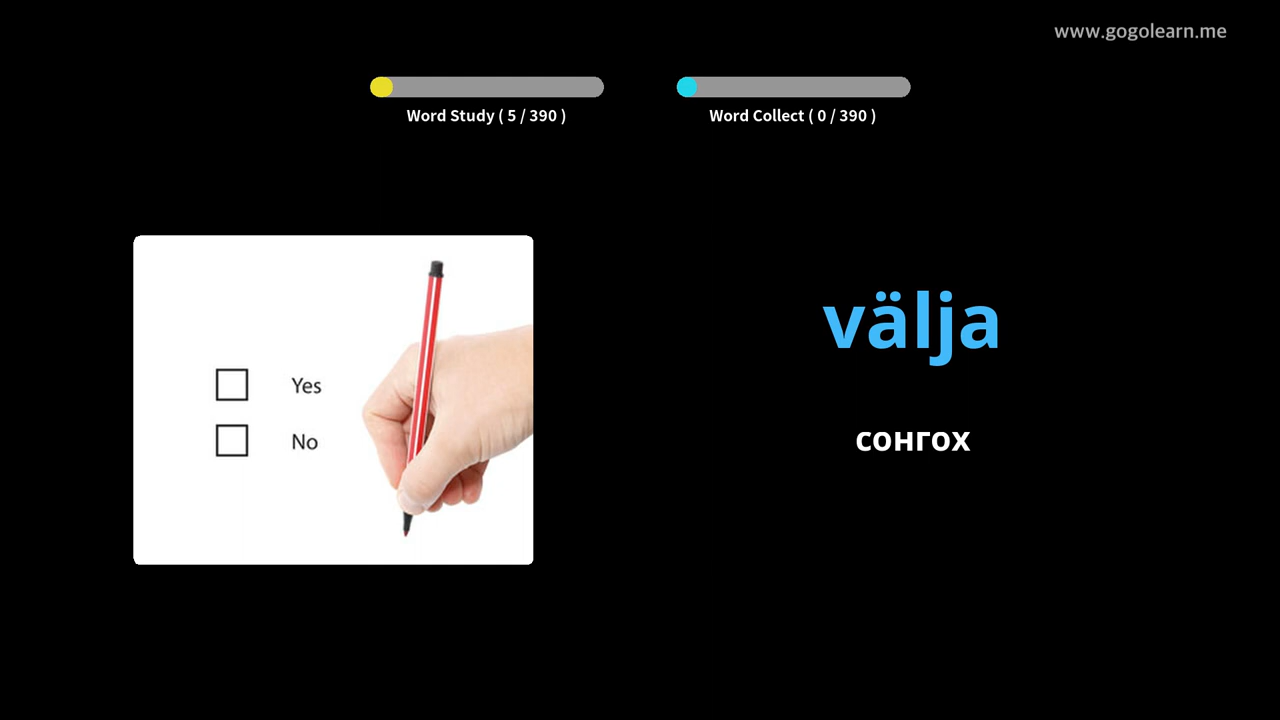 www.gogolearn.me
Word Study ( 5 / 390 )
Word Collect ( 0 / 390 )
Yes
No
välja
сонгох